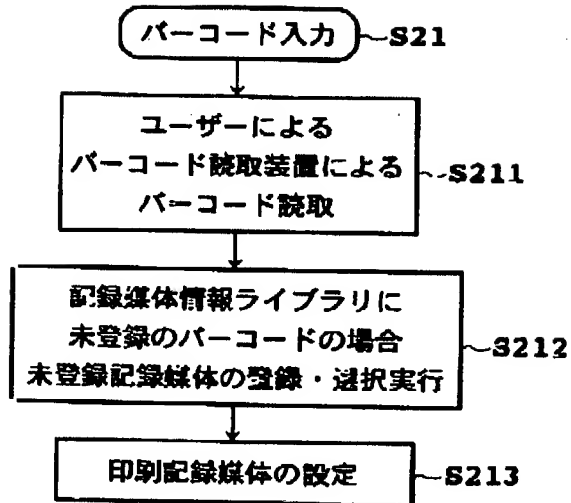 バーコード入力 S21
ユーザーによる
バーコード読取装置による
バーコード読取
S211
記録媒体情報ライブラリに
未登録のバーコードの場合
未登録記録媒体の登録・選択実行
S212
印刷記録媒体の設定 S213